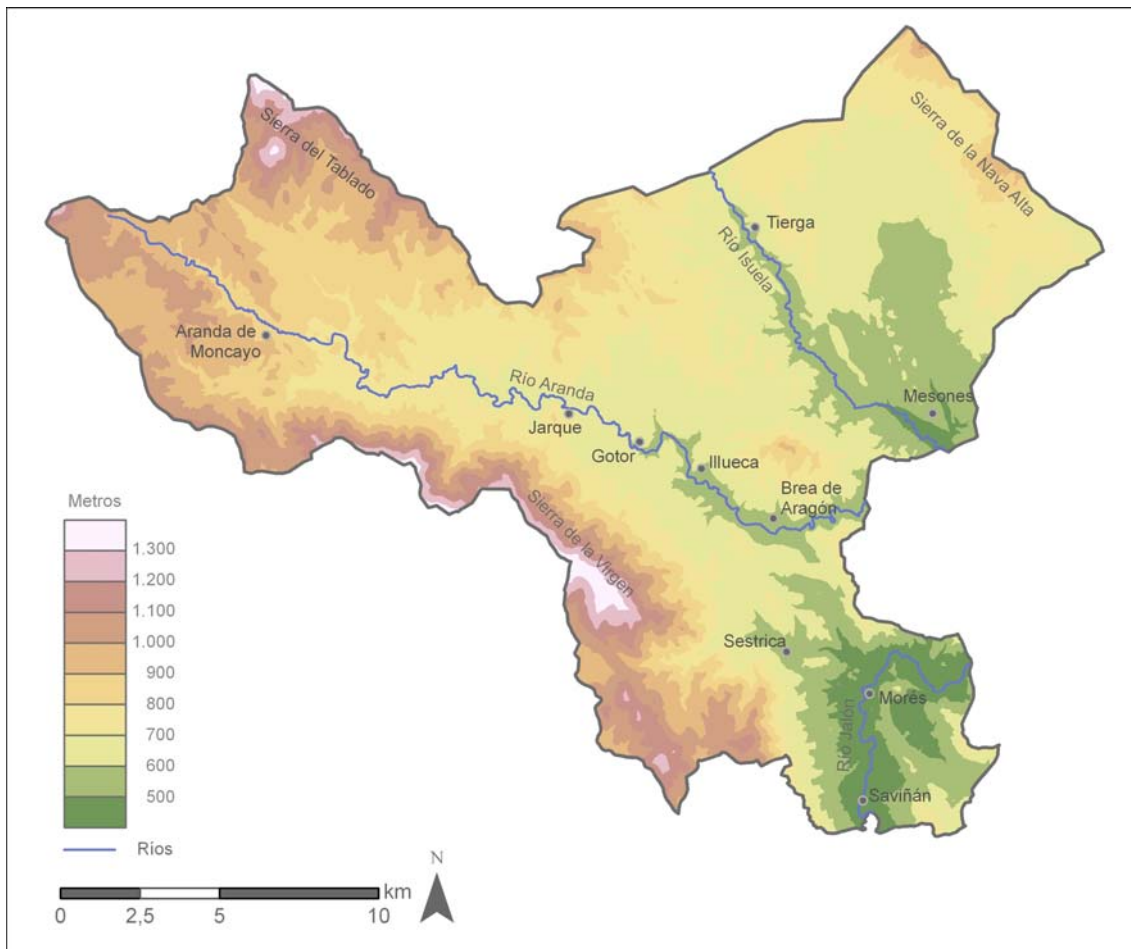 Sierra del Tablado
Sierra de la Nava Alta
Tierga
Río Isuela
Aranda de
Moncayo
Río Aranda
Jarque
Mesones
Gotor
Illueca
Brea de
Aragón
Sierra de la Virgen
Sestrica
Morés
Río Jalón
Saviñán
Metros
1.300
1.200
1.100
1.000
900
800
700
600
500
Ríos
N
km
0 2,5 5 10